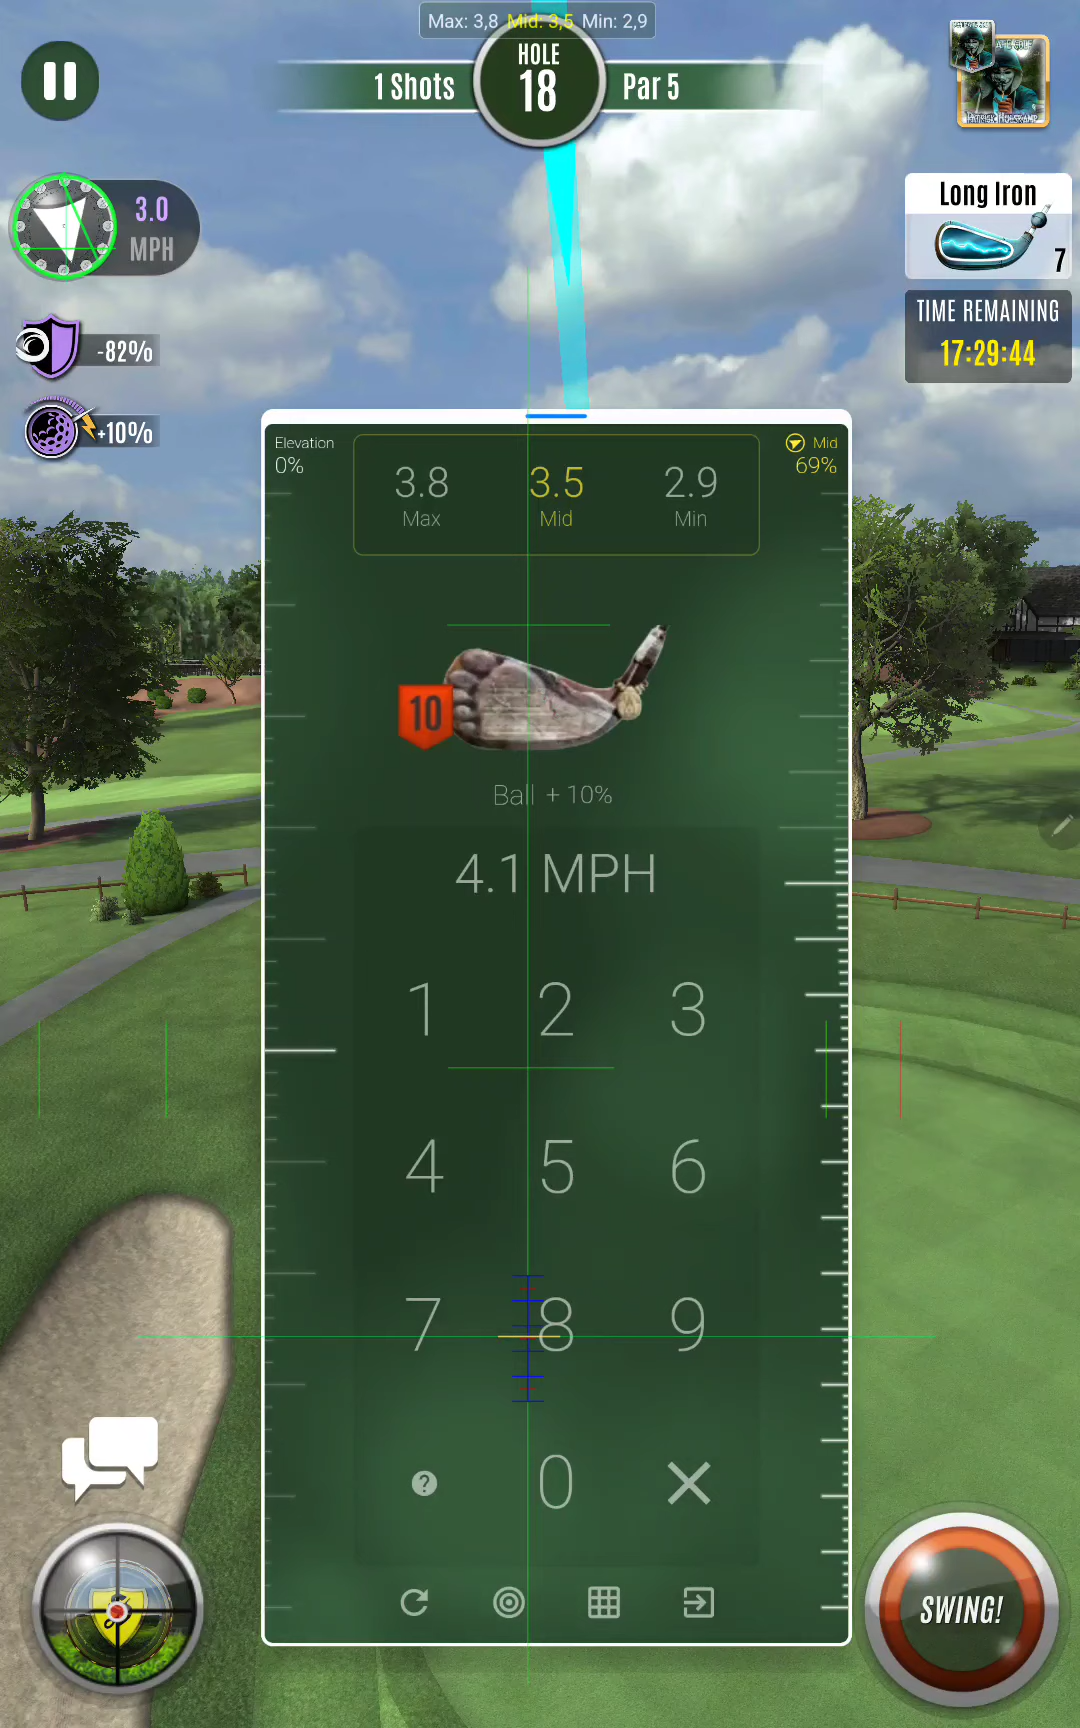 Max: 3,8 Mid: 3,5 Min: 2,9
HOLE
18
1 Shots
Par 5
3.0
MPH
Long Iron
7
TIME REMAINING
17:29:44
-82%
+10%
Elevation
0%
3.8
Max
3.5
Mid
2.9
Min
Mid
69%
10
Ball + 10%
4.1 MPH
1 2 3
4 5 6
7 8 9
? 0
SWING!